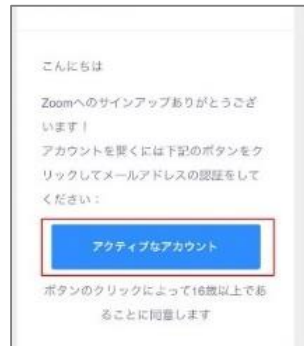 こんにちは
Zoomへのサインアップありがとうござ
います！
アカウントを開くには下記のボタンをク
リックしてメールアドレスの認証をして
ください：
アクティブなアカウント
ボタンのクリックによって16歳以上であ
ることに同意します